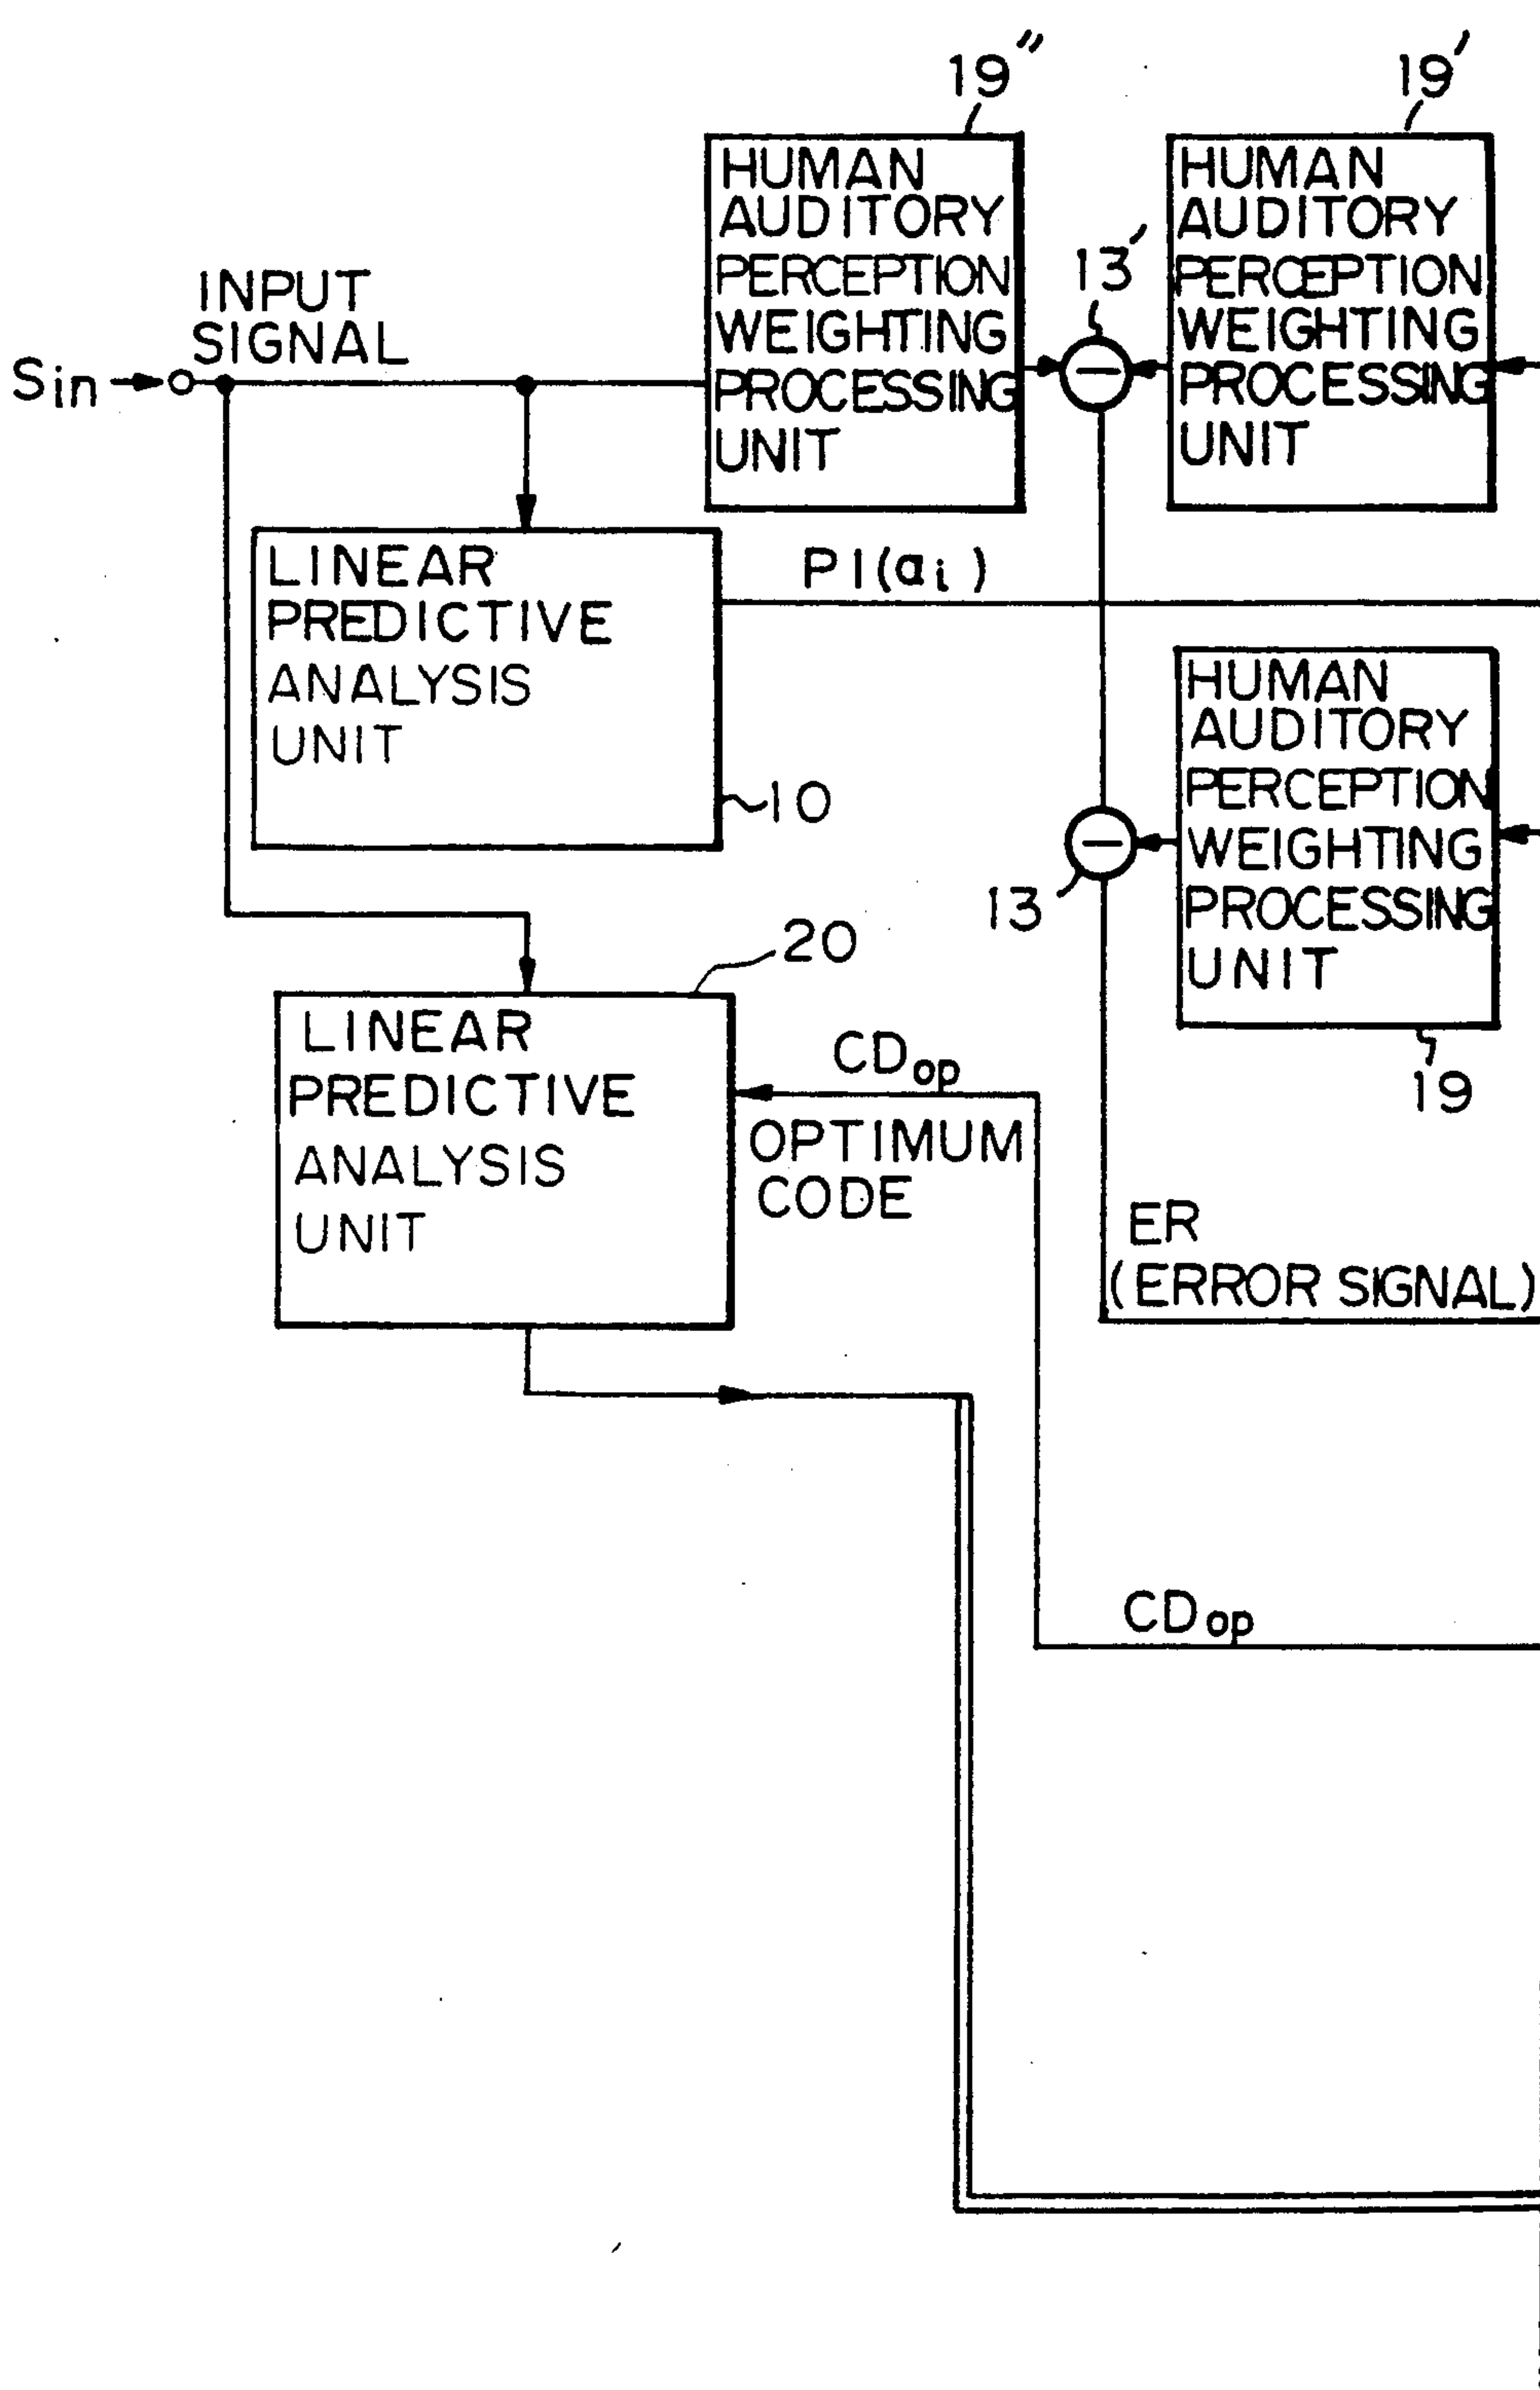 19''
19'
HUMAN
AUDITORY
PERCEPTION
WEIGHTING
PROCESSING
UNIT
13'
HUMAN
AUDITORY
PERCEPTION
WEIGHTING
PROCESSING
UNIT
INPUT
SIGNAL
Sin
LINEAR
PREDICTIVE
ANALYSIS
UNIT
10
P1(αi)
HUMAN
AUDITORY
PERCEPTION
WEIGHTING
PROCESSING
UNIT
13
19
20
LINEAR
PREDICTIVE
ANALYSIS
UNIT
CDop
OPTIMUM
CODE
ER
(ERROR SIGNAL)
CDop